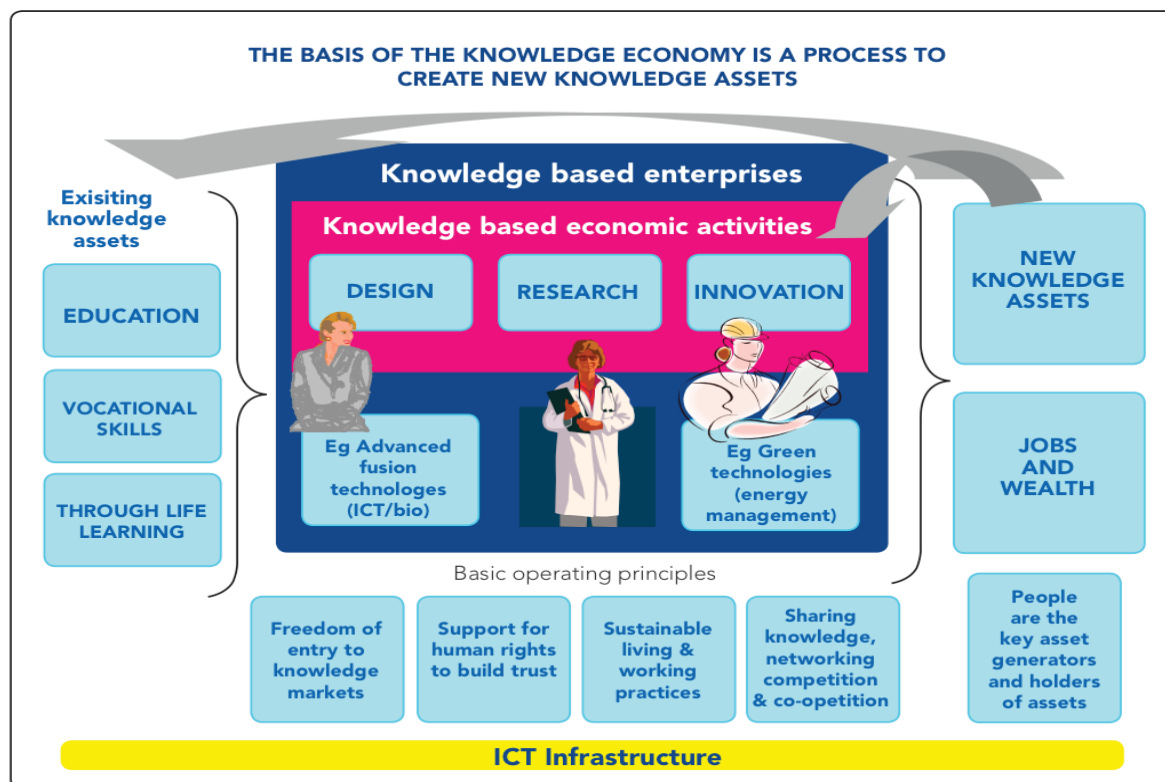 THE BASIS OF THE KNOWLEDGE ECONOMY IS A PROCESS TO
CREATE NEW KNOWLEDGE ASSETS
Exisiting
knowledge
assets
EDUCATION
VOCATIONAL
SKILLS
THROUGH LIFE
LEARNING
Knowledge based enterprises
Knowledge based economic activities
DESIGN
RESEARCH
INNOVATION
Eg Advanced
fusion
technologes
(ICT/bio)
Eg Green
technologies
(energy
management)
NEW
KNOWLEDGE
ASSETS
JOBS
AND
WEALTH
Basic operating principles
Freedom of
entry to
knowledge
markets
Support for
human rights
to build trust
Sustainable
living &
working
practices
Sharing
knowledge,
networking
competition
& co-opetition
People
are the
key asset
generators
and holders
of assets
ICT Infrastructure